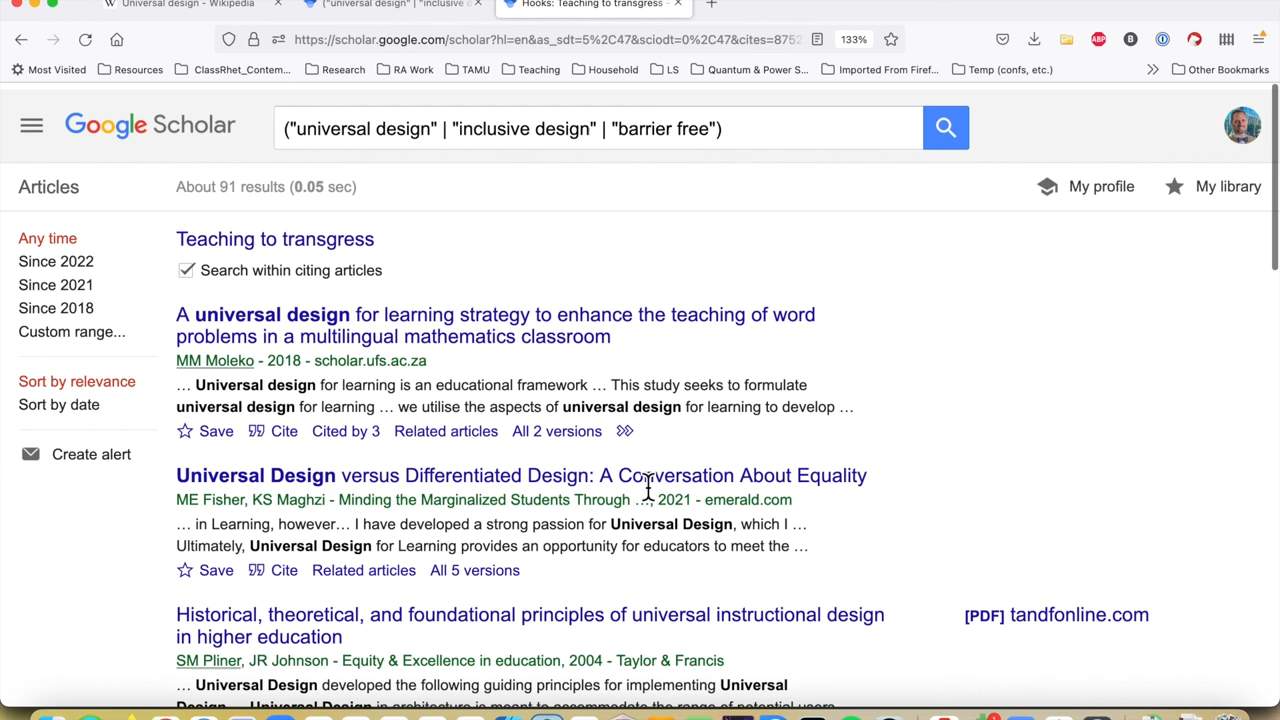 Universal design - Wikipedia
("universal design" | "inclusive
Hooks: Teaching to transgress -
https://scholar.google.com/scholar?hl=en&as_sdt=5%2C47&sciodt=0%2C47&cites=8752
133%
Most Visited
Resources
ClassRhet_Contem...
Research
RA Work
TAMU
Teaching
Household
LS
Quantum & Power S...
Imported From Firef...
Temp (confs, etc.)
Other Bookmarks
Google Scholar
("universal design" | "inclusive design" | "barrier free")
Articles
About 91 results (0.05 sec)
My profile
My library
Any time
Since 2022
Since 2021
Since 2018
Custom range...
Sort by relevance
Sort by date
Create alert
Teaching to transgress
Search within citing articles
A universal design for learning strategy to enhance the teaching of word
problems in a multilingual mathematics classroom
MM Moleko - 2018 - scholar.ufs.ac.za
... Universal design for learning is an educational framework ... This study seeks to formulate
universal design for learning ... we utilise the aspects of universal design for learning to develop ...
Save Cite Cited by 3 Related articles All 2 versions
Universal Design versus Differentiated Design: A Conversation About Equality
ME Fisher, KS Maghzi - Minding the Marginalized Students Through ..., 2021 - emerald.com
... in Learning, however... I have developed a strong passion for Universal Design, which I ...
Ultimately, Universal Design for Learning provides an opportunity for educators to meet the ...
Save Cite Related articles All 5 versions
Historical, theoretical, and foundational principles of universal instructional design
in higher education
[PDF] tandfonline.com
SM Pliner, JR Johnson - Equity & Excellence in education, 2004 - Taylor & Francis
... Universal Design developed the following guiding principles for implementing Universal